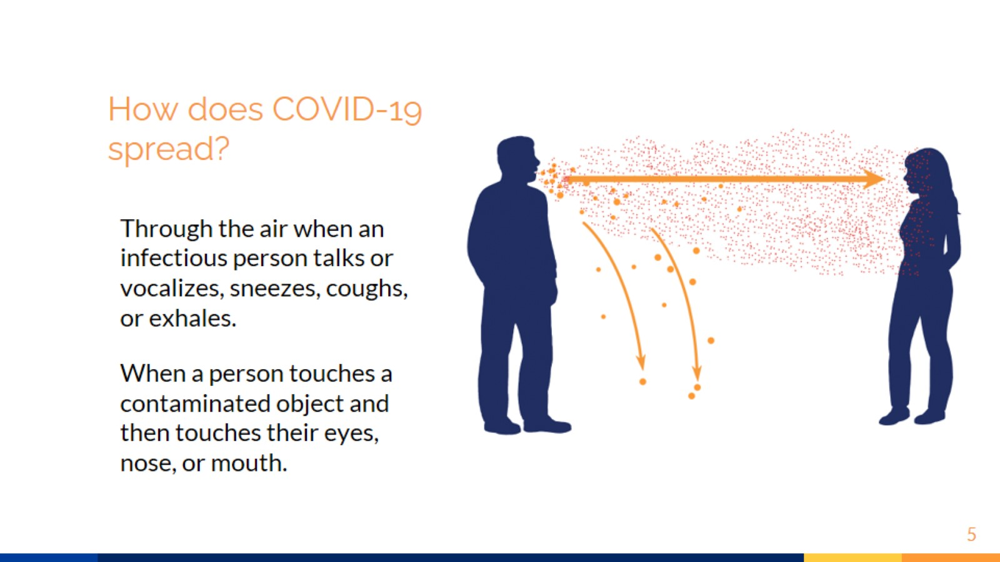 How does COVID-19
spread?
Through the air when an
infectious person talks or
vocalizes, sneezes, coughs,
or exhales.
When a person touches a
contaminated object and
then touches their eyes,
nose, or mouth.
5